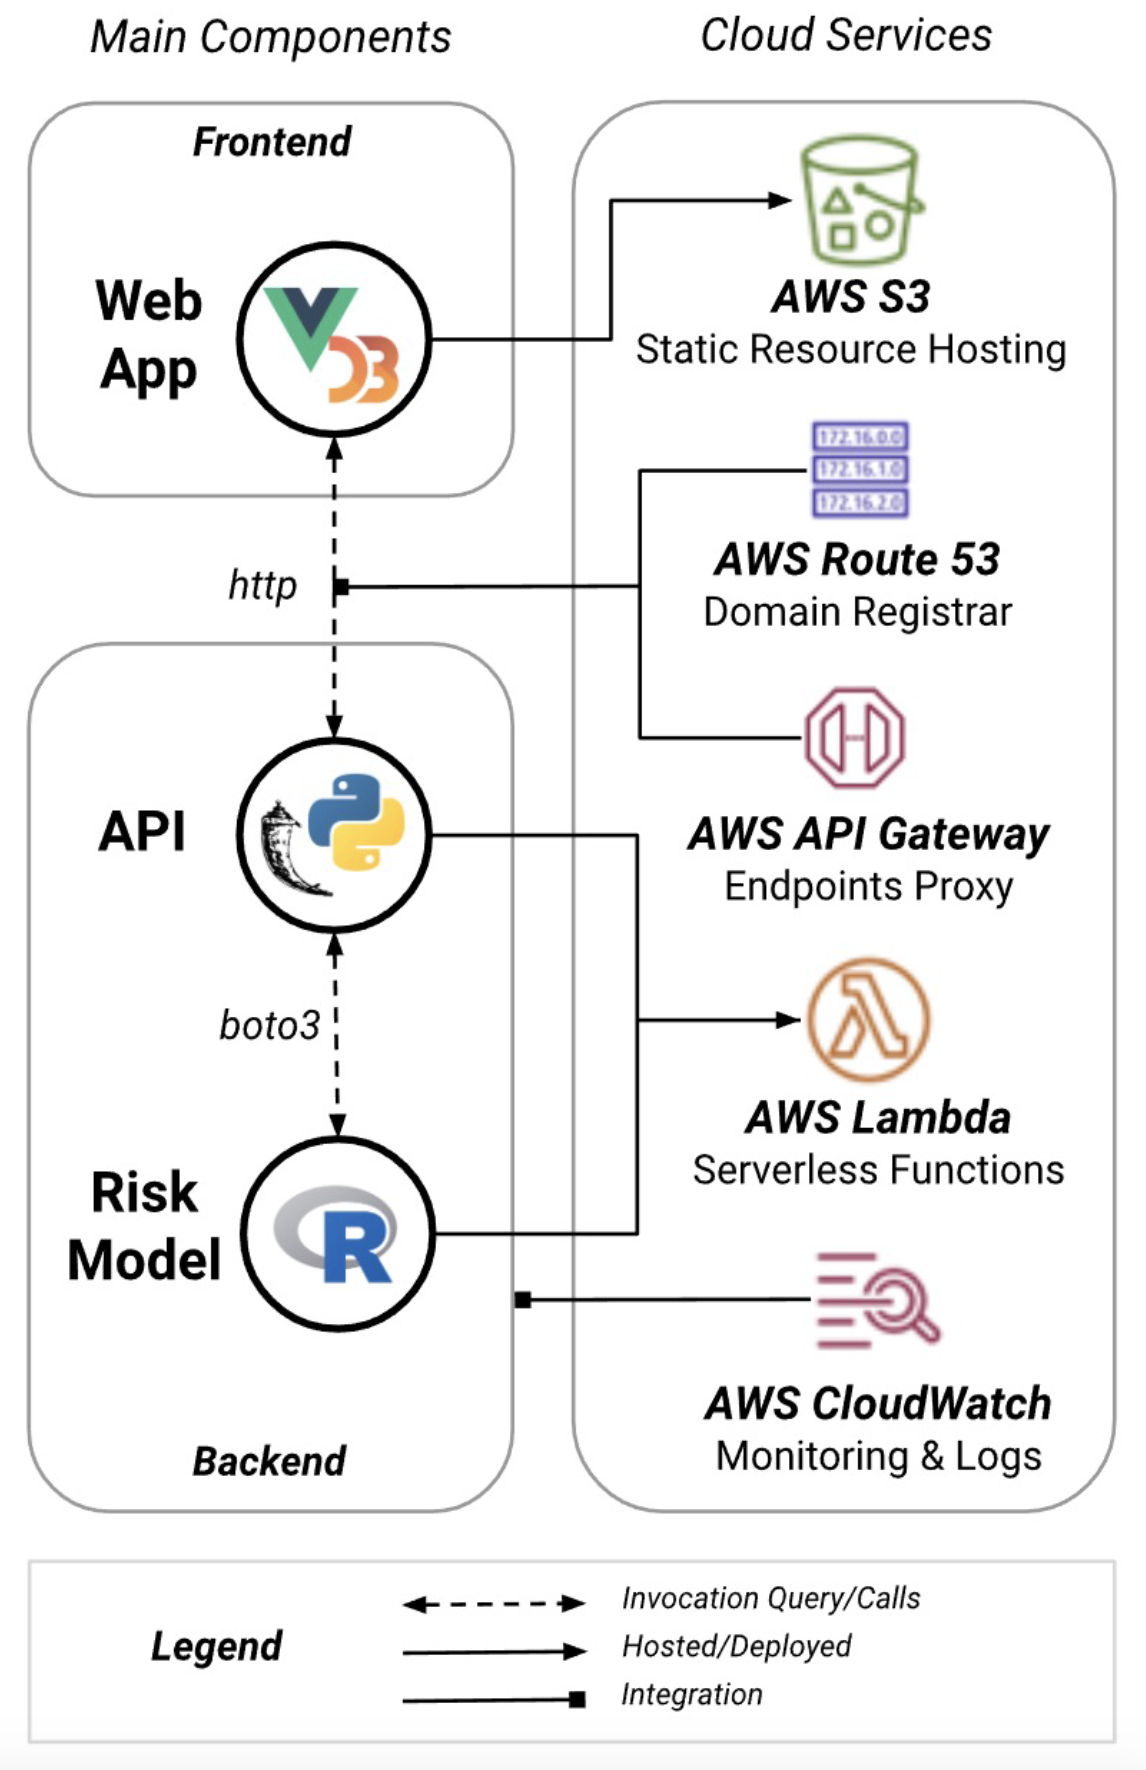 Main Components
Cloud Services
Frontend
Web
App
D3
AWS S3
Static Resource Hosting
172.16.0.0
172.16.1.0
172.16.2.0
AWS Route 53
Domain Registrar
http
API
AWS API Gateway
Endpoints Proxy
boto3
AWS Lambda
Serverless Functions
Risk
Model
R
AWS CloudWatch
Monitoring & Logs
Backend
Legend
Invocation Query/Calls
Hosted/Deployed
Integration